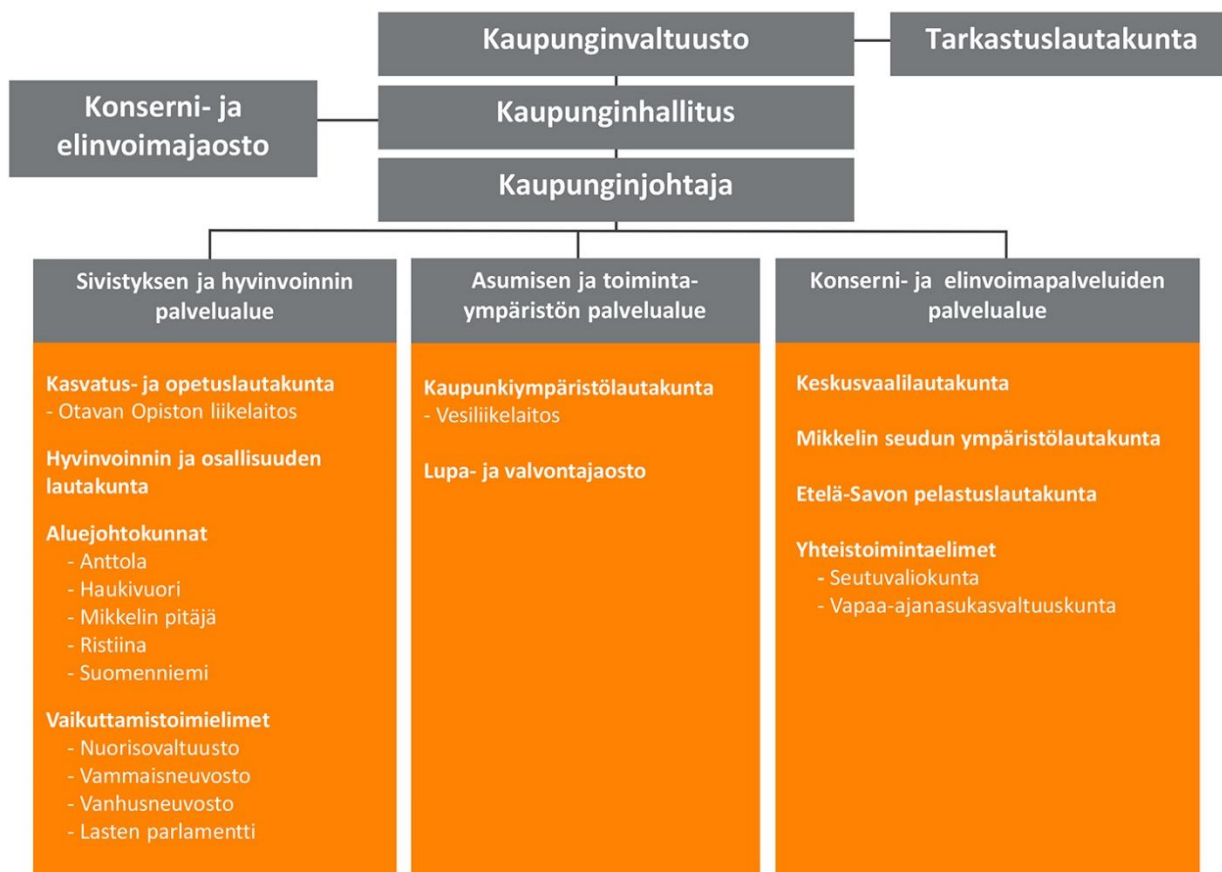 Kaupunginvaltuusto
Tarkastuslautakunta
Konserni- ja
elinvoimajaosto
Kaupunginhallitus
Kaupunginjohtaja
Sivistyksen ja hyvinvoinnin
palvelualue
Kasvatus- ja opetuslautakunta
- Otavan Opiston liikelaitos
Hyvinvoinnin ja osallisuuden
lautakunta
Aluejohtokunnat
- Anttola
- Haukivuori
- Mikkelin pitäjä
- Ristiina
- Suomenniemi
Vaikuttamistoimielimet
- Nuorisovaltuusto
- Vammaisneuvosto
- Vanhusneuvosto
- Lasten parlamentti
Asumisen ja toiminta-
ympäristön palvelualue
Kaupunkiympäristölautakunta
- Vesiliikelaitos
Lupa- ja valvontajaosto
Konserni- ja elinvoimapalveluiden
palvelualue
Keskusvaalilautakunta
Mikkelin seudun ympäristölautakunta
Etelä-Savon pelastuslautakunta
Yhteistoimintaelimet
- Seutuvaliokunta
- Vapaa-ajanasukasvaltuuskunta